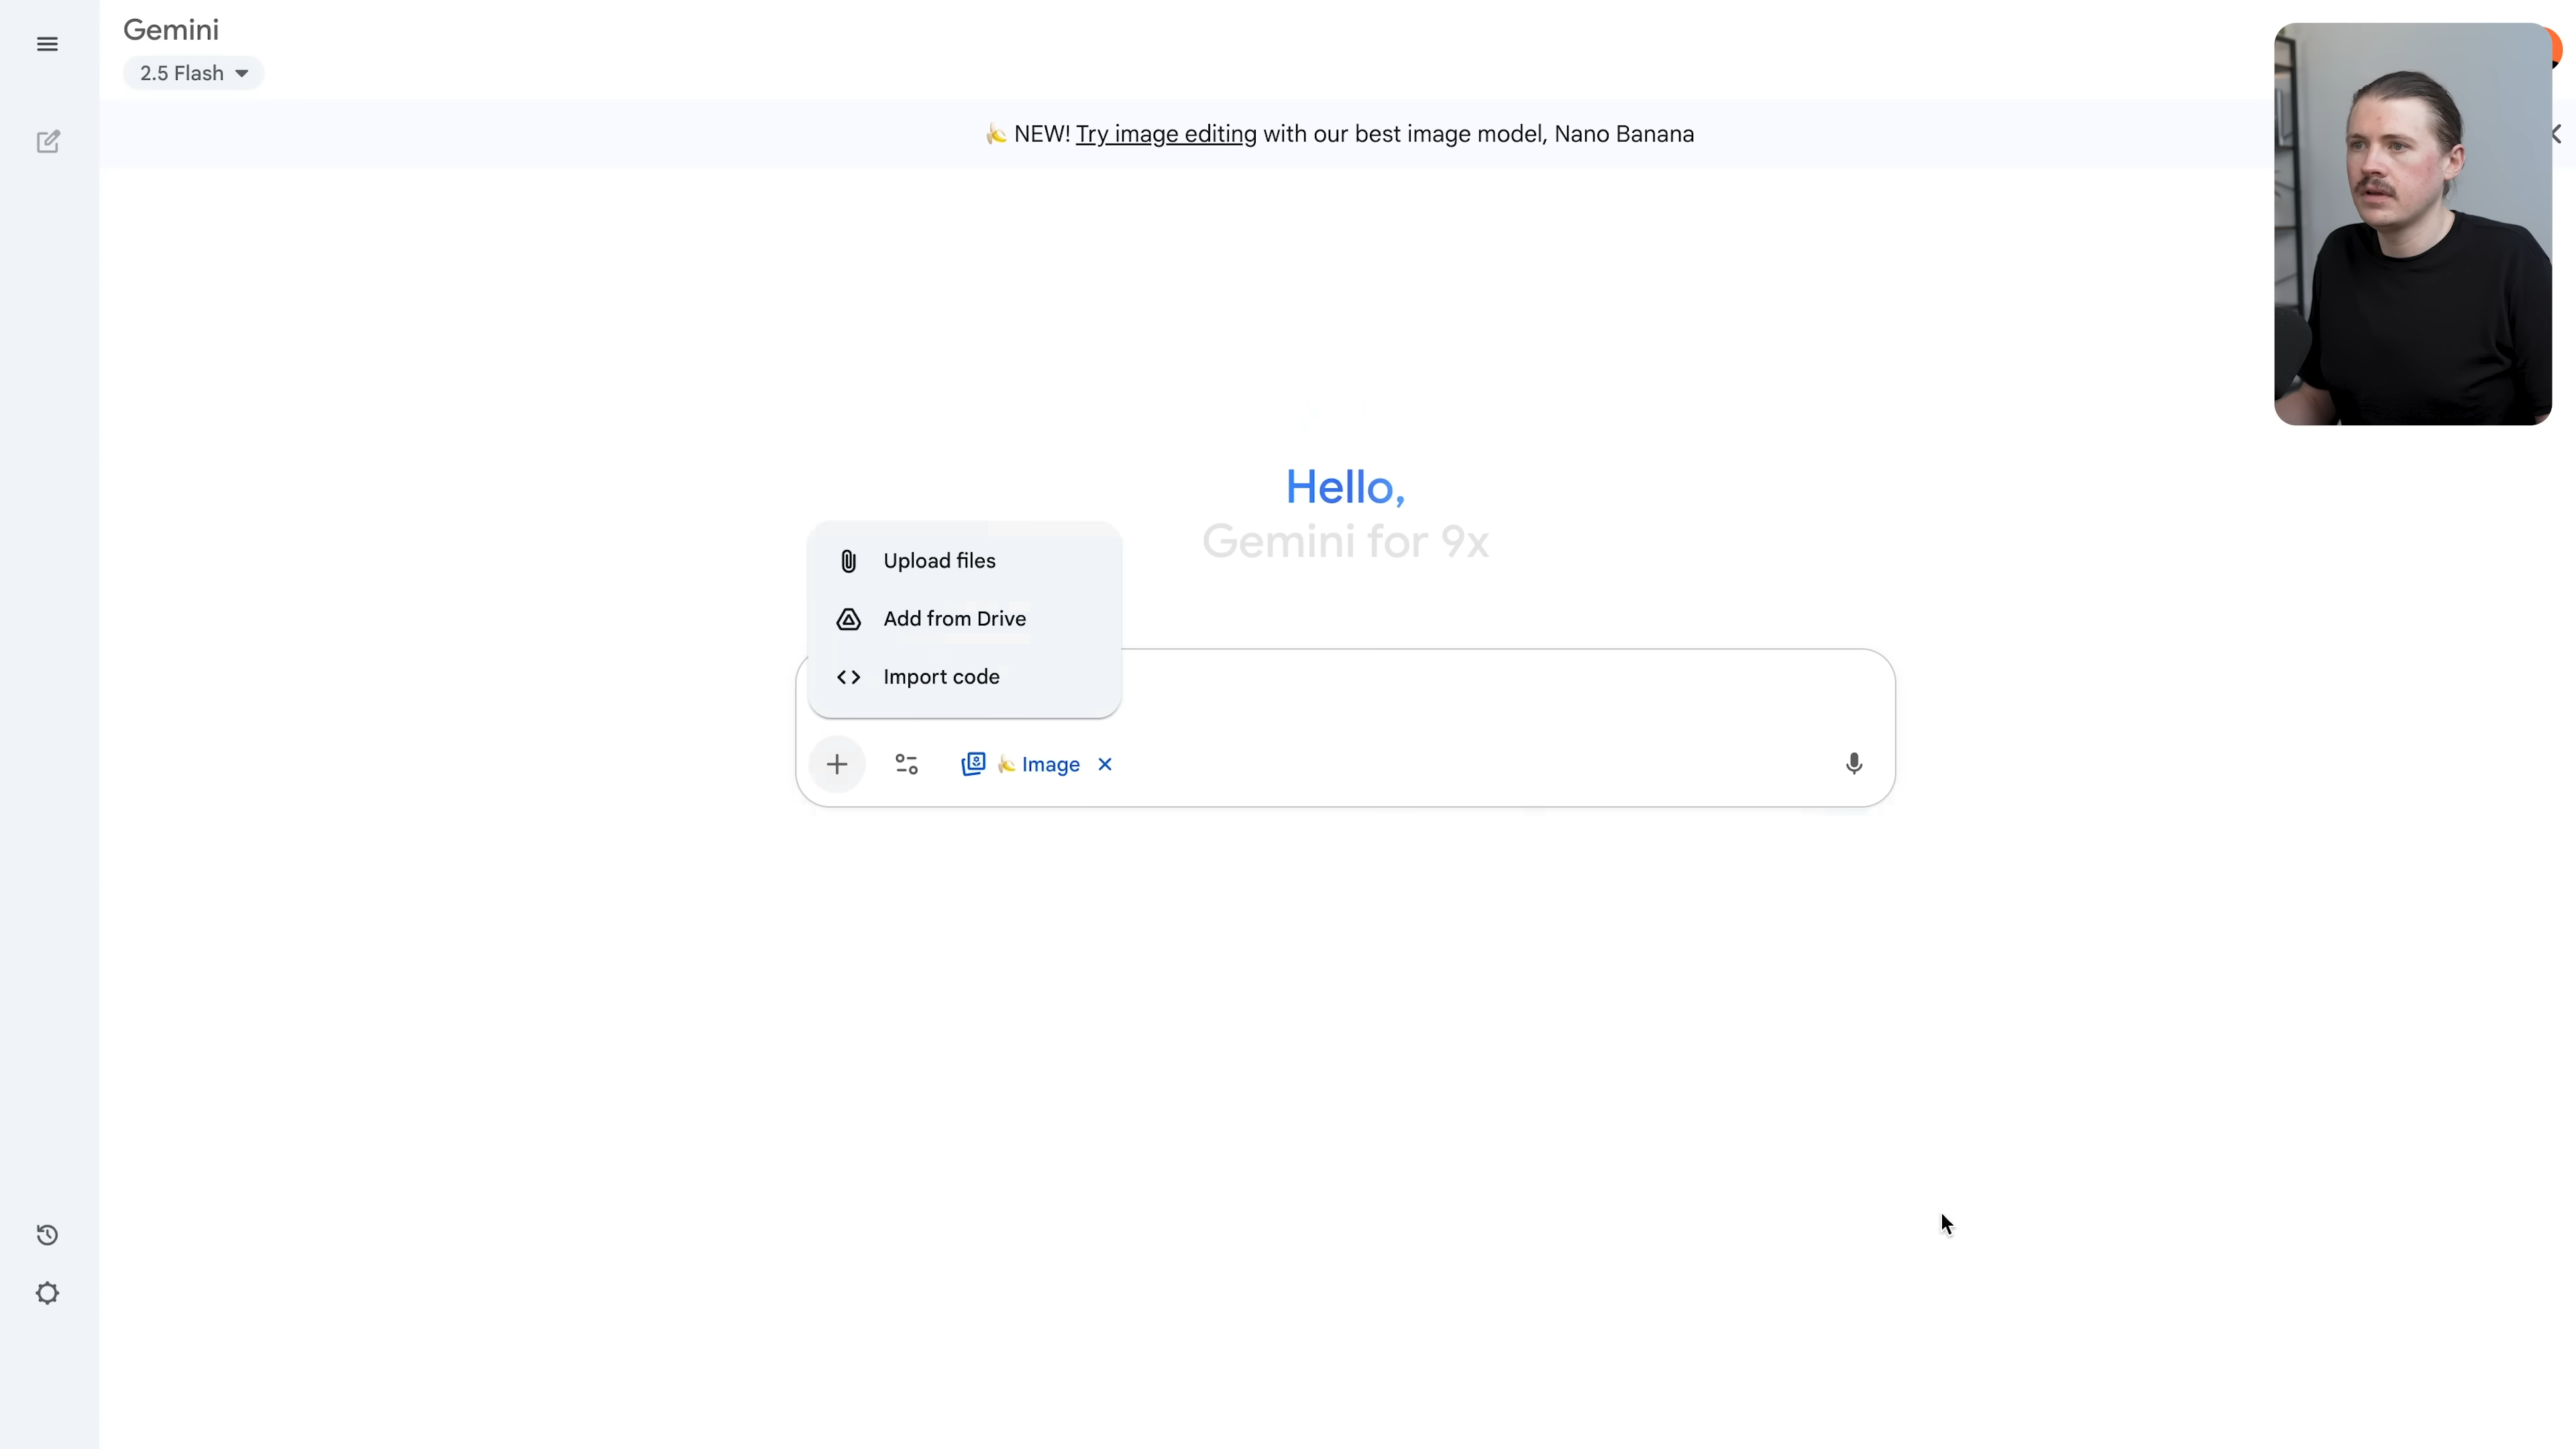 Gemini
2.5 Flash
NEW! Try image editing with our best image model, Nano Banana
Hello,
Gemini for 9x
Upload files
Add from Drive
Import code
Image